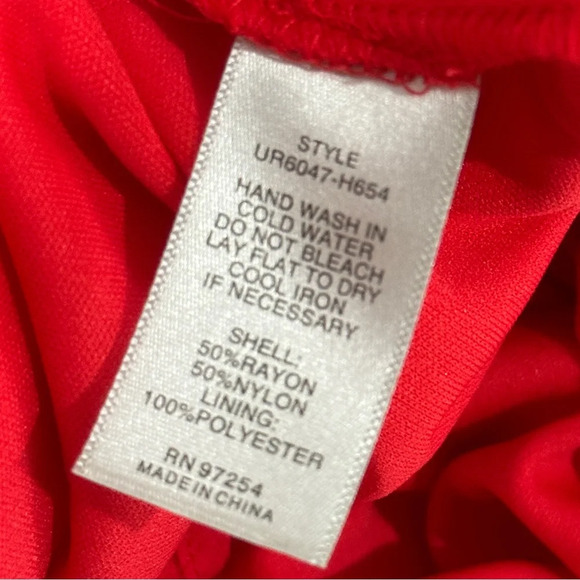 STYLE
UR6047-H654
HAND WASH IN
COLD WATER
DO NOT BLEACH
LAY FLAT TO DRY
COOL IRON
IF NECESSARY
SHELL:
50%RAYON
50%NYLON
LINING:
100%POLYESTER
RN 97254
MADE IN CHINA